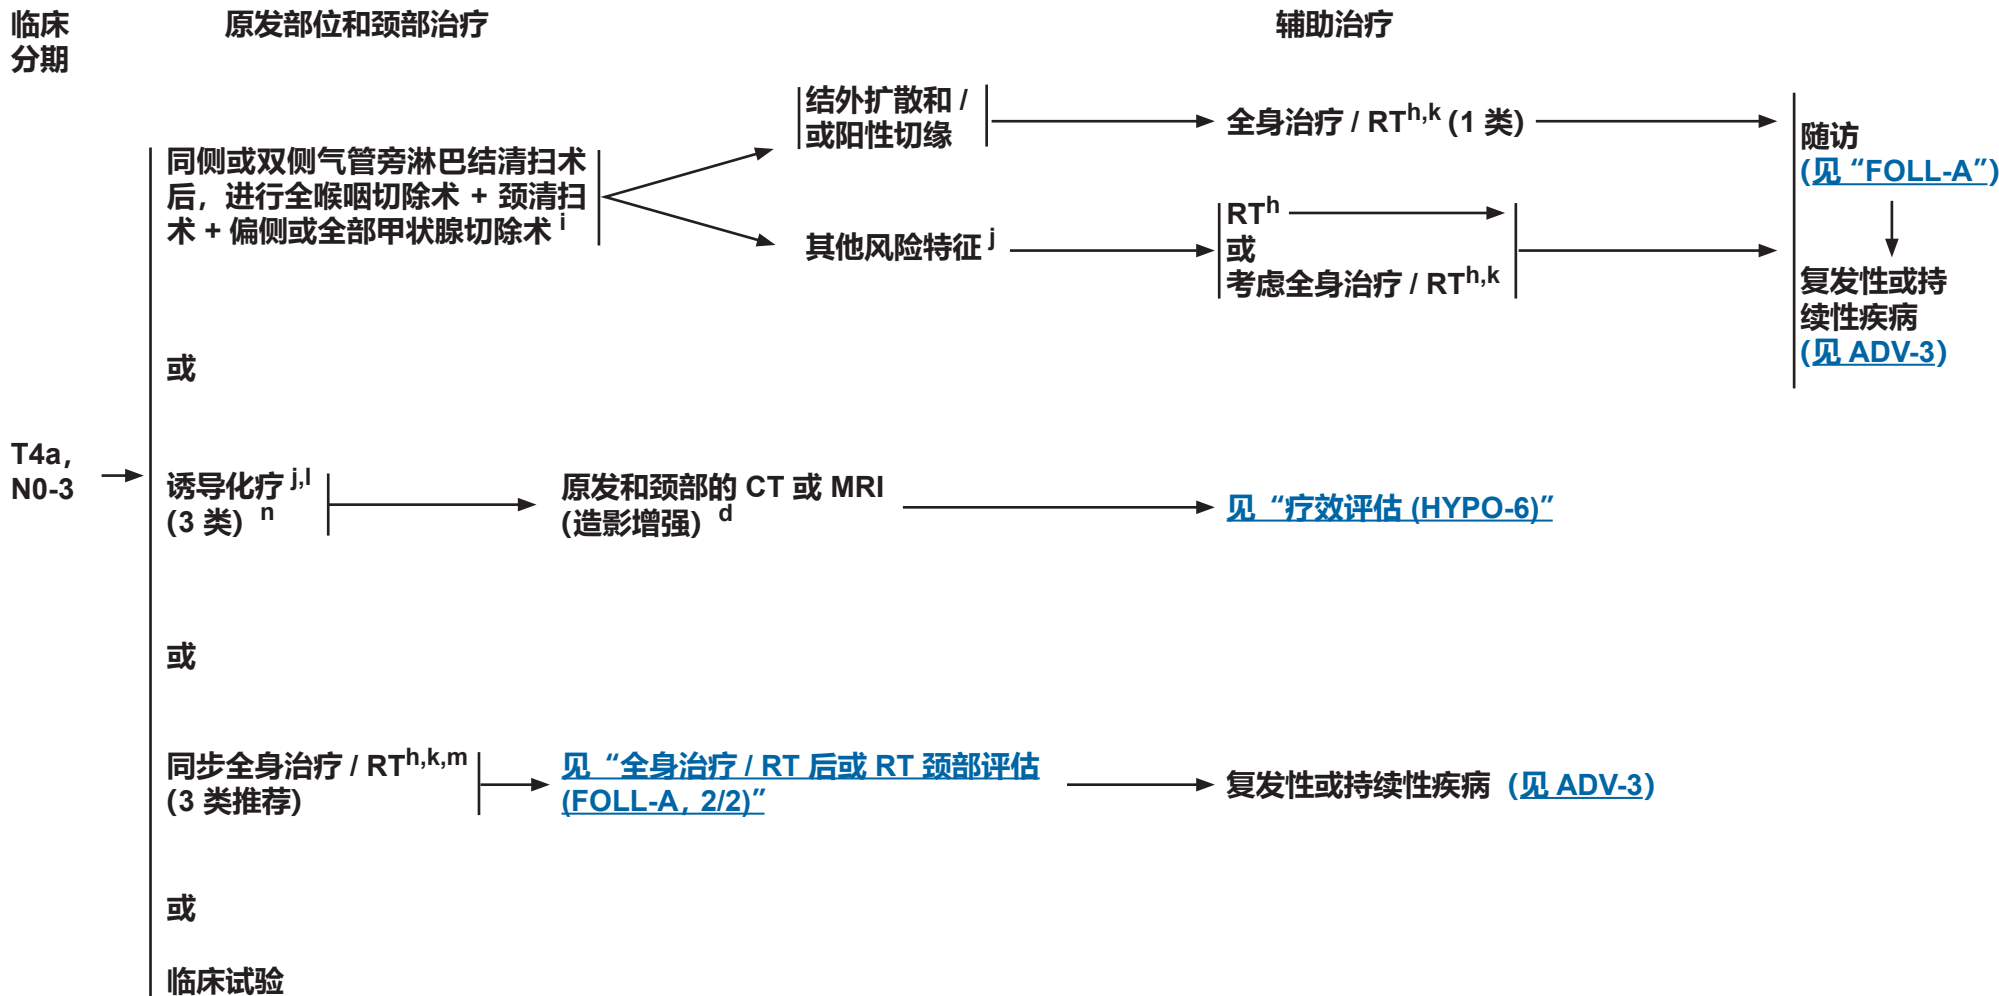 临床
分期
原发部位和颈部治疗
辅助治疗
同侧或双侧气管旁淋巴结清扫术
后，进行全喉咽切除术 + 颈清扫
术 + 偏侧或全部甲状腺切除术 i
结外扩散和 /
或阳性切缘
全身治疗 / RTh,k (1 类)
其他风险特征 j
RTh
或
考虑全身治疗 / RTh,k
随访
(见 “FOLL-A”)
复发性或持
续性疾病
(见 ADV-3)
或
T4a,
N0-3
诱导化疗 j,l
(3 类) n
原发和颈部的 CT 或 MRI
(造影增强) d
见 “疗效评估 (HYPO-6)”
或
同步全身治疗 / RTh,k,m
(3 类推荐)
见 “全身治疗 / RT 后或 RT 颈部评估
(FOLL-A, 2/2)”
复发性或持续性疾病 (见 ADV-3)
或
临床试验